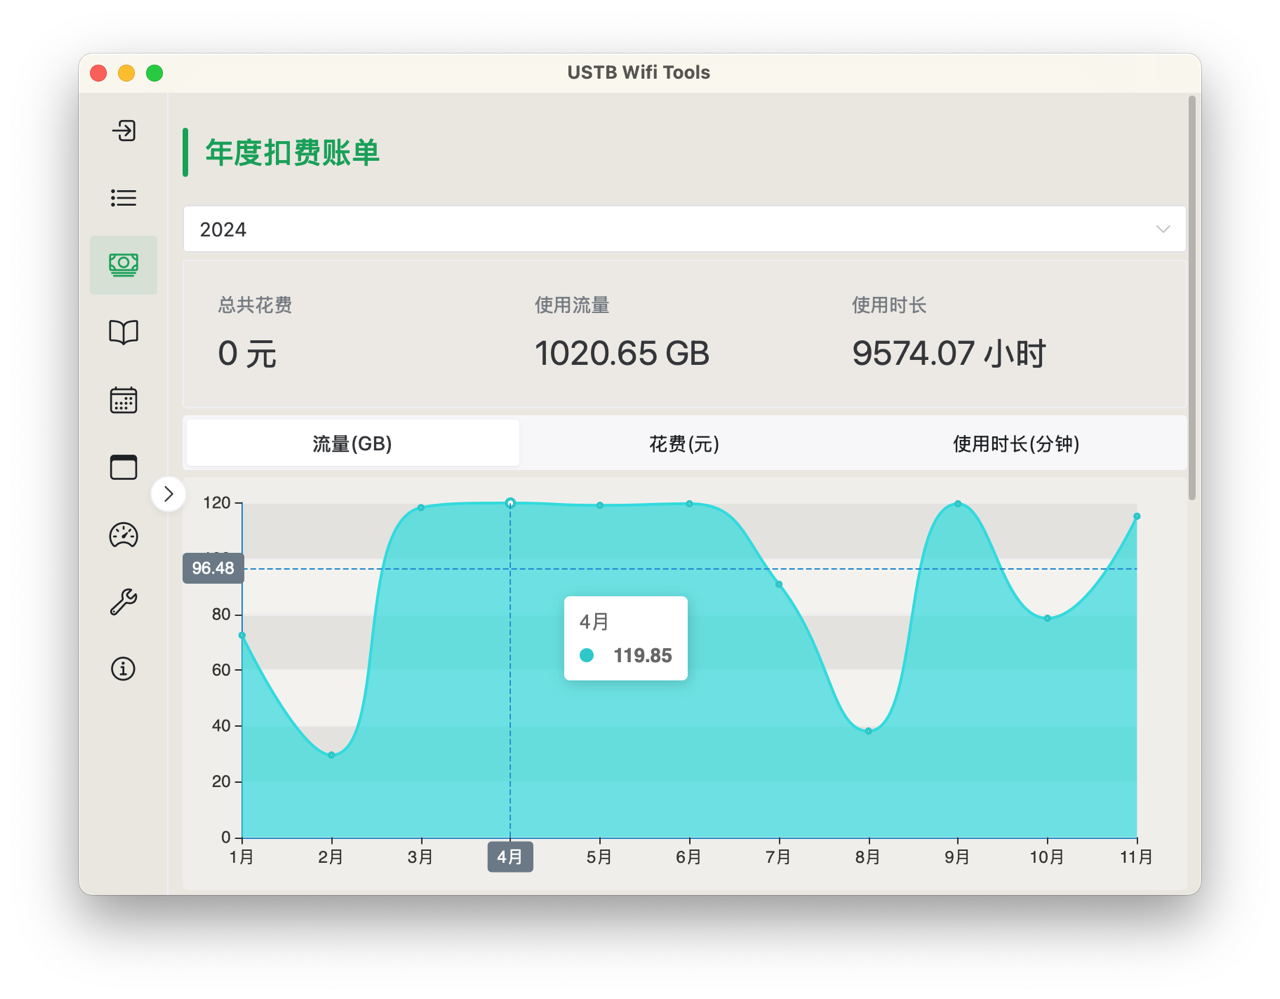 USTB Wifi Tools
年度扣费账单
2024
总共花费
使用流量
使用时长
0 元
1020.65 GB
9574.07 小时
流量(GB)
花费(元)
使用时长(分钟)
120
96.48
80
60
40
20
0
4月
119.85
1月
2月
3月
4月
5月
6月
7月
8月
9月
10月
11月